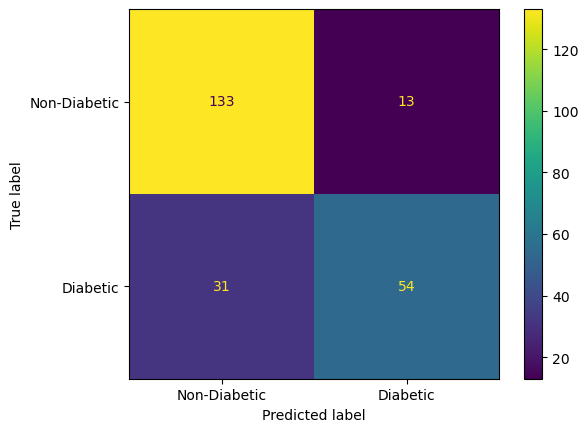 Non-Diabetic
Diabetic
True label
133 13
31 54
Non-Diabetic Diabetic
Predicted label
120
100
80
60
40
20